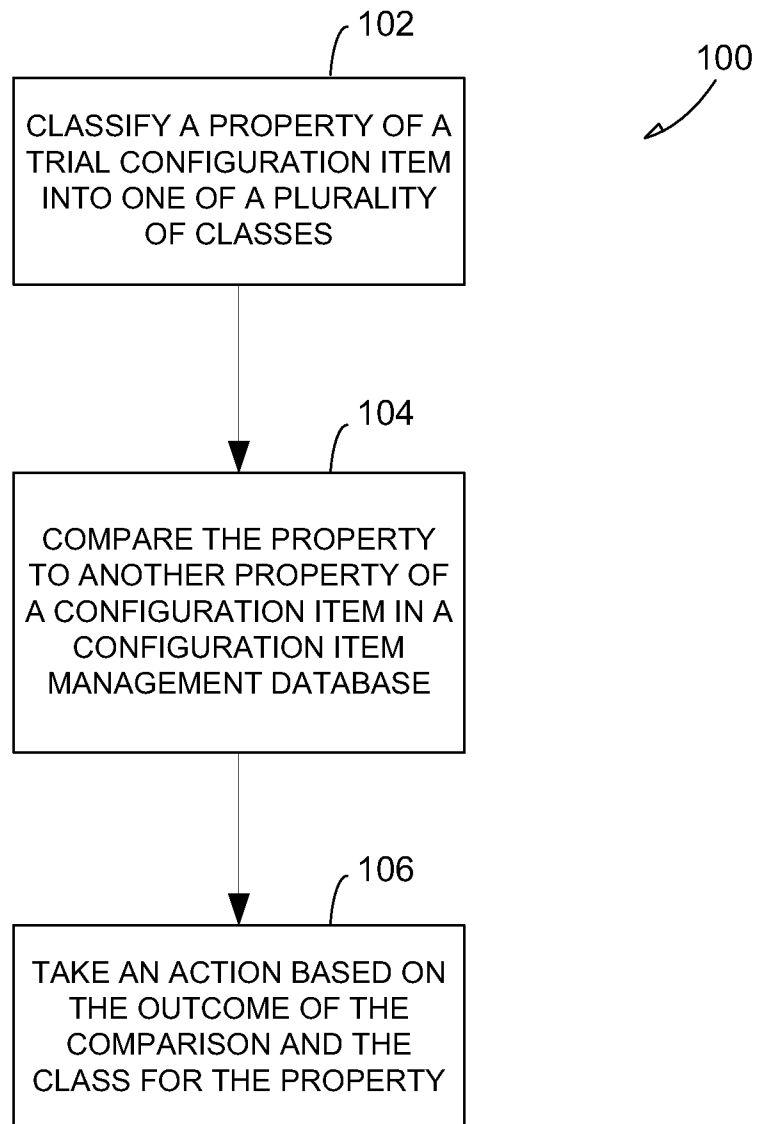 102
100
CLASSIFY A PROPERTY OF A
TRIAL CONFIGURATION ITEM
INTO ONE OF A PLURALITY
OF CLASSES
104
COMPARE THE PROPERTY
TO ANOTHER PROPERTY OF
A CONFIGURATION ITEM IN A
CONFIGURATION ITEM
MANAGEMENT DATABASE
106
TAKE AN ACTION BASED ON
THE OUTCOME OF THE
COMPARISON AND THE
CLASS FOR THE PROPERTY